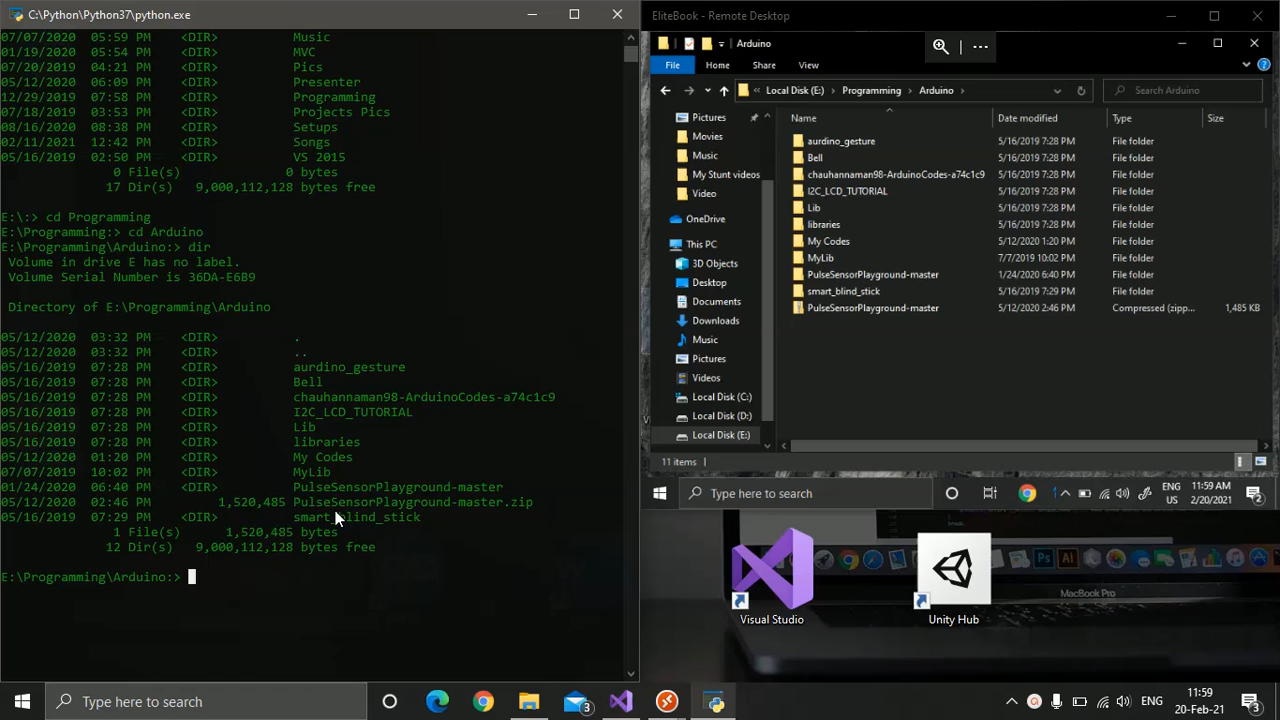 C:\Python\Python37\python.exe
07/07/2020 05:59 PM <DIR> Music
01/19/2020 05:54 PM <DIR> MVC
07/20/2020 04:21 PM <DIR> Pics
05/12/2020 06:09 PM <DIR> Presenter
12/29/2019 07:58 PM <DIR> Programming
07/18/2020 03:53 PM <DIR> Projects Pics
08/16/2020 08:38 PM <DIR> Setups
02/11/2021 12:42 PM <DIR> Songs
05/16/2019 02:50 PM <DIR> VS 2015
0 File(s) 0 bytes
17 Dir(s) 9,000,112,128 bytes free
E:\:> cd Programming
E:\Programming:> cd Arduino
E:\Programming\Arduino:> dir
Volume in drive E has no label.
Volume Serial Number is 36DA-E6B9
Directory of E:\Programming\Arduino
05/12/2020 03:32 PM <DIR> .
05/12/2020 03:32 PM <DIR> ..
05/16/2019 07:28 PM <DIR> aurdino_gesture
05/16/2019 07:28 PM <DIR> Bell
05/16/2019 07:28 PM <DIR> chauhannaman98-ArduinoCodes-a74c1c9
05/16/2019 07:28 PM <DIR> I2C_LCD_TUTORIAL
05/16/2019 07:28 PM <DIR> Lib
05/16/2019 07:28 PM <DIR> libraries
05/12/2020 01:20 PM <DIR> My Codes
07/07/2019 10:02 PM <DIR> MyLib
01/24/2020 06:40 PM <DIR> PulseSensorPlayground-master
05/12/2020 02:46 PM 1,520,485 PulseSensorPlayground-master.zip
05/16/2019 07:29 PM <DIR> smart_blind_stick
1 File(s) 1,520,485 bytes
12 Dir(s) 9,000,112,128 bytes free
E:\Programming\Arduino:>
EliteBook - Remote Desktop
Arduino
File Home Share View
Local Disk (E:) Programming Arduino
Search Arduino
Pictures
Movies
Music
My Stunt videos
Video
OneDrive
This PC
3D Objects
Desktop
Documents
Downloads
Music
Pictures
Videos
Local Disk (C:)
Local Disk (D:)
Local Disk (E:)
Name Date modified Type Size
aurdino_gesture 5/16/2019 7:28 PM File folder
Bell 5/16/2019 7:28 PM File folder
chauhannaman98-ArduinoCodes-a74c1c9 5/16/2019 7:28 PM File folder
I2C_LCD_TUTORIAL 5/16/2019 7:28 PM File folder
Lib 5/16/2019 7:28 PM File folder
libraries 5/16/2019 7:28 PM File folder
My Codes 5/12/2020 1:20 PM File folder
MyLib 7/7/2019 10:02 PM File folder
PulseSensorPlayground-master 1/24/2020 6:40 PM File folder
smart_blind_stick 5/16/2019 7:29 PM File folder
PulseSensorPlayground-master 5/12/2020 2:46 PM Compressed (zipp... 1,485 KB
11 items
Type here to search
ENG
US
11:59 AM
2/20/2021
2
Ps Ai
MacBook Pro
Visual Studio
Unity Hub
Type here to search
3
ENG
11:59
20-Feb-21
3